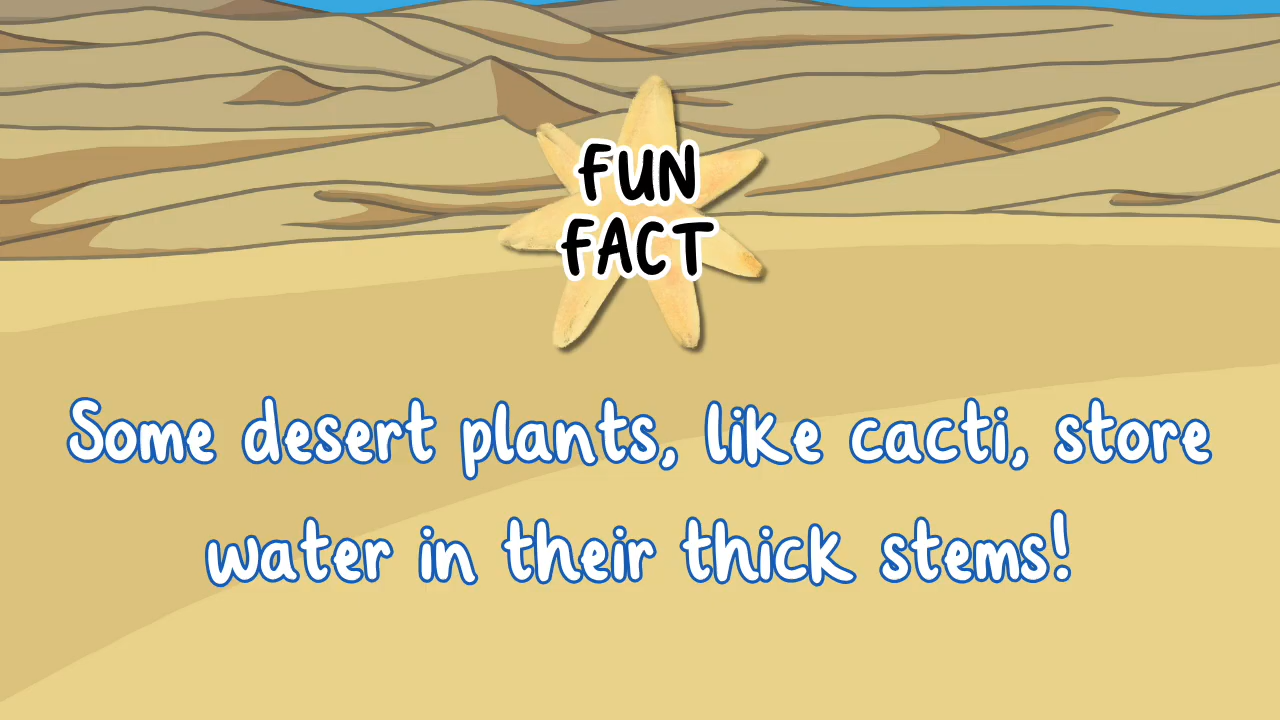 FUN
FACT
Some desert plants, like cacti, store
water in their thick stems!